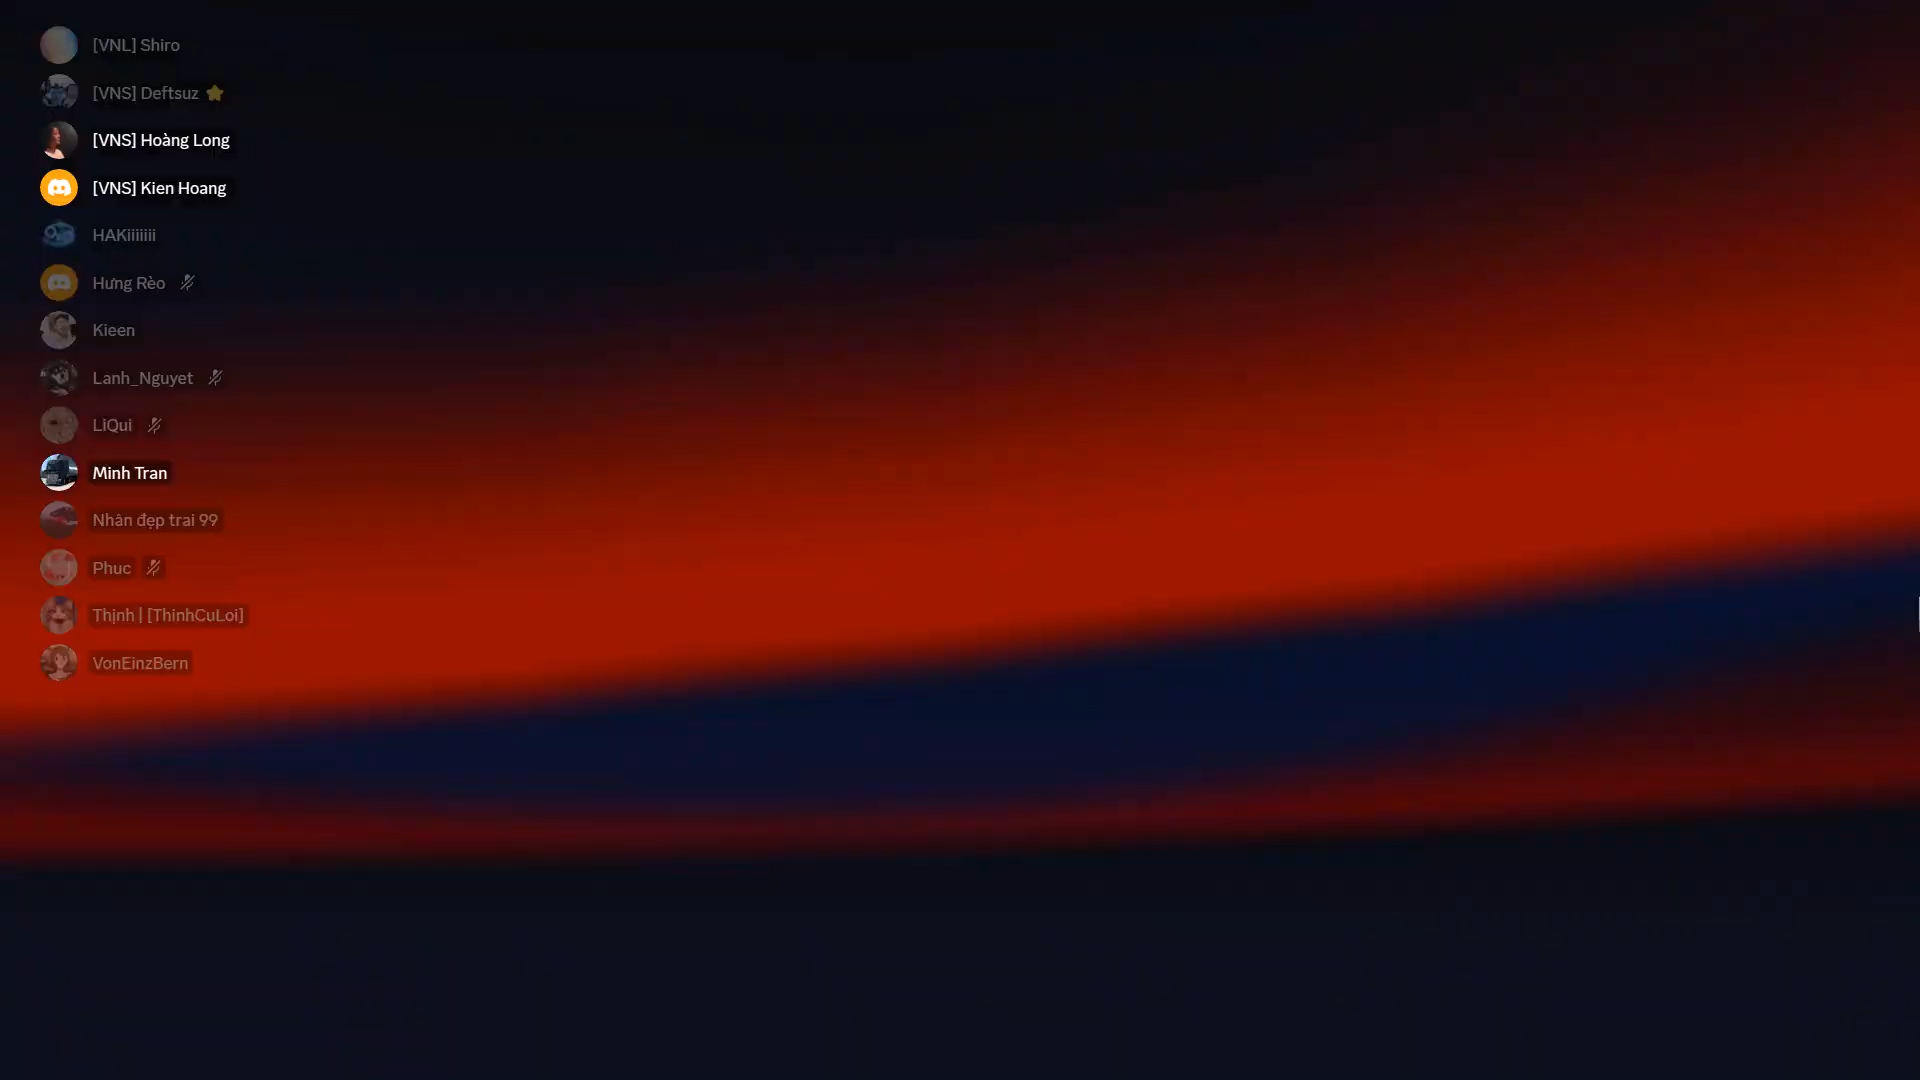 [VNL] Shiro
[VNS] Deftsuz ⭐
[VNS] Hoàng Long
[VNS] Kien Hoang
HAKiiiiiii
Hưng Rèo
Kieen
Lanh_Nguyet
LiQui
Minh Tran
Nhân đẹp trai 99
Phuc
Thịnh | [ThinhCuLoi]
VonEinzBern